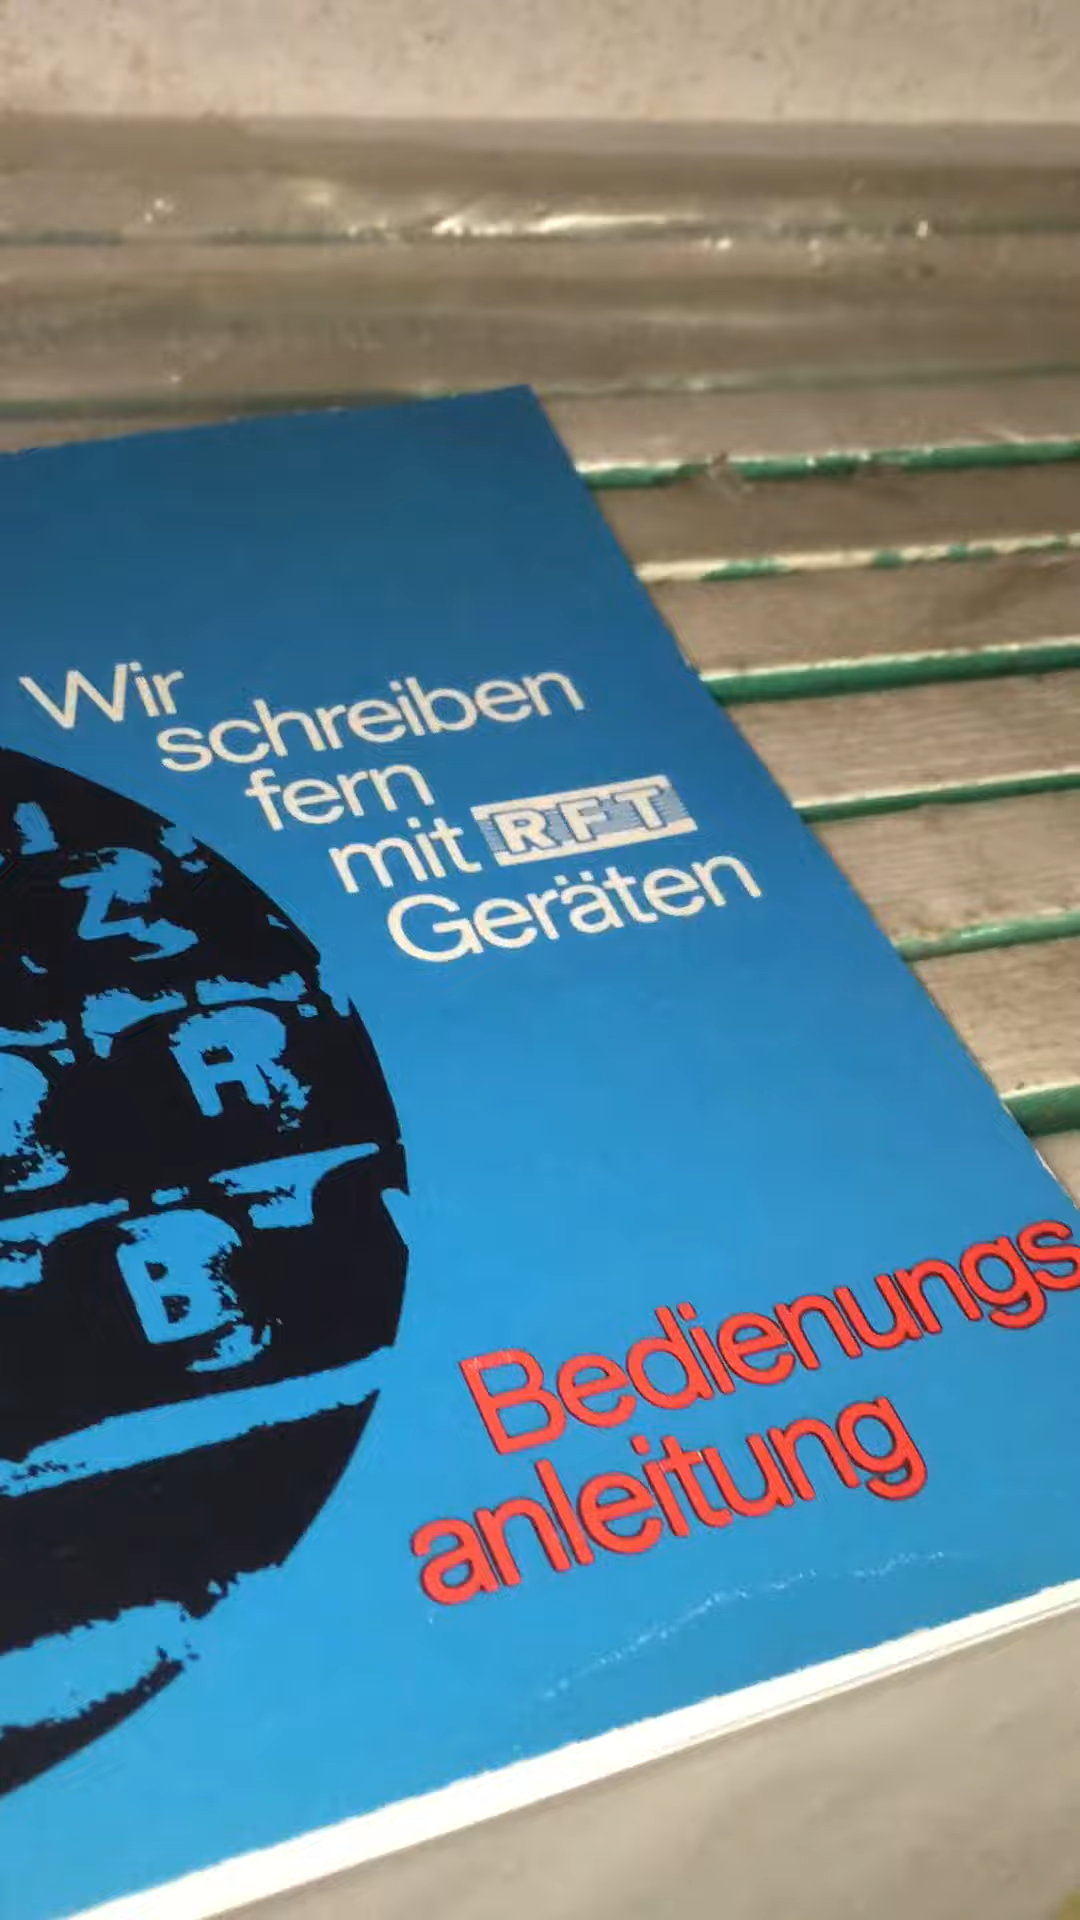 Wir
schreiben
fern
mit RFT
Geräten
Z
R
B
Bedienungs
anleitung